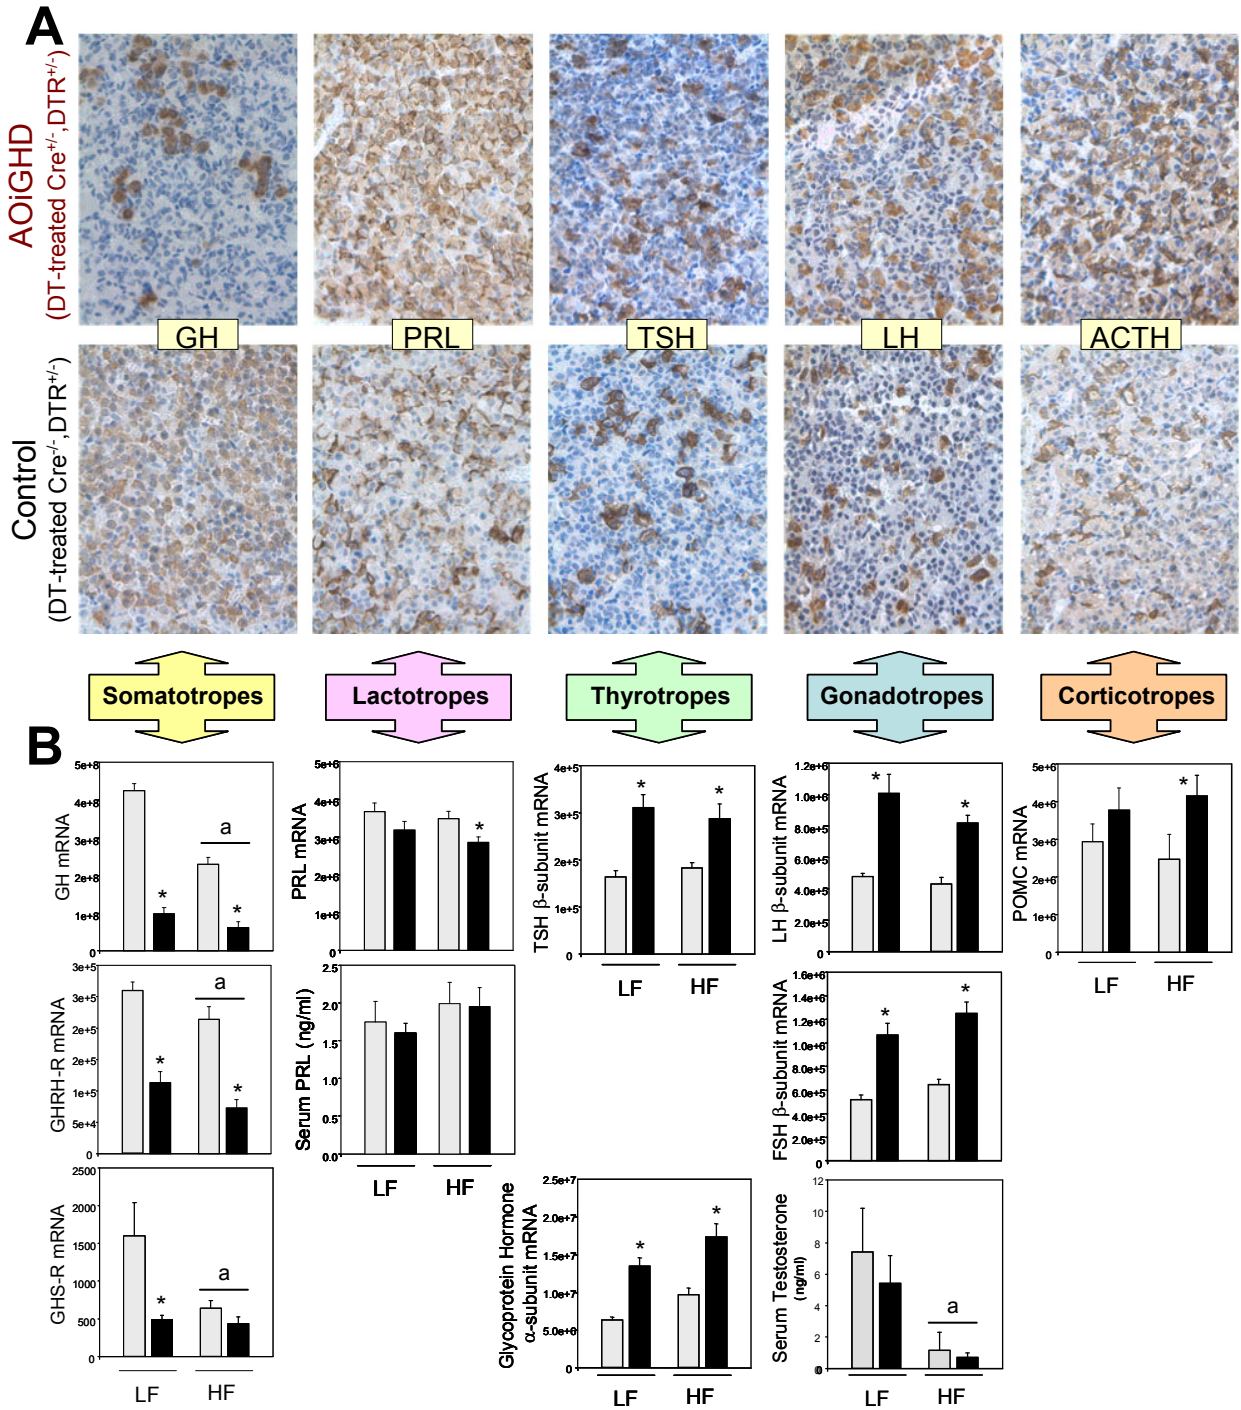 A
AOiGHD
(DT-treated Cre+/-, DTR+/-)
GH
PRL
TSH
LH
ACTH
Control
(DT-treated Cre-/-, DTR+/-)
Somatotropes
Lactotropes
Thyrotropes
Gonadotropes
Corticotropes
B
GH mRNA
5e+8
4e+8
3e+8
2e+8
1e+8
0
*
a
*
PRL mRNA
5e+6
4e+6
3e+6
2e+6
1e+6
0
*
TSH β-subunit mRNA
4e+5
3e+5
2e+5
1e+5
0
*
*
LF
HF
LH β-subunit mRNA
1.2e+6
1.0e+6
8.0e+5
6.0e+5
4.0e+5
2.0e+5
0
*
*
POMC mRNA
5e+6
4e+6
3e+6
2e+6
1e+6
0
*
LF
HF
GHRH-R mRNA
3e+5
3e+5
2e+5
2e+5
1e+5
5e+4
0
*
a
*
Serum PRL (ng/ml)
2.5
2.0
1.5
1.0
0.5
0.0
LF
HF
FSH β-subunit mRNA
1.6e+6
1.4e+6
1.2e+6
1.0e+6
8.0e+5
6.0e+5
4.0e+5
2.0e+5
0
*
*
GHS-R mRNA
2500
2000
1500
1000
500
0
*
a
LF
HF
Glycoprotein Hormone
α-subunit mRNA
2.5e+7
2.0e+7
1.5e+7
1.0e+7
5.0e+6
0
*
*
LF
HF
Serum Testosterone
(ng/ml)
12
10
8
6
4
2
0
a
LF
HF